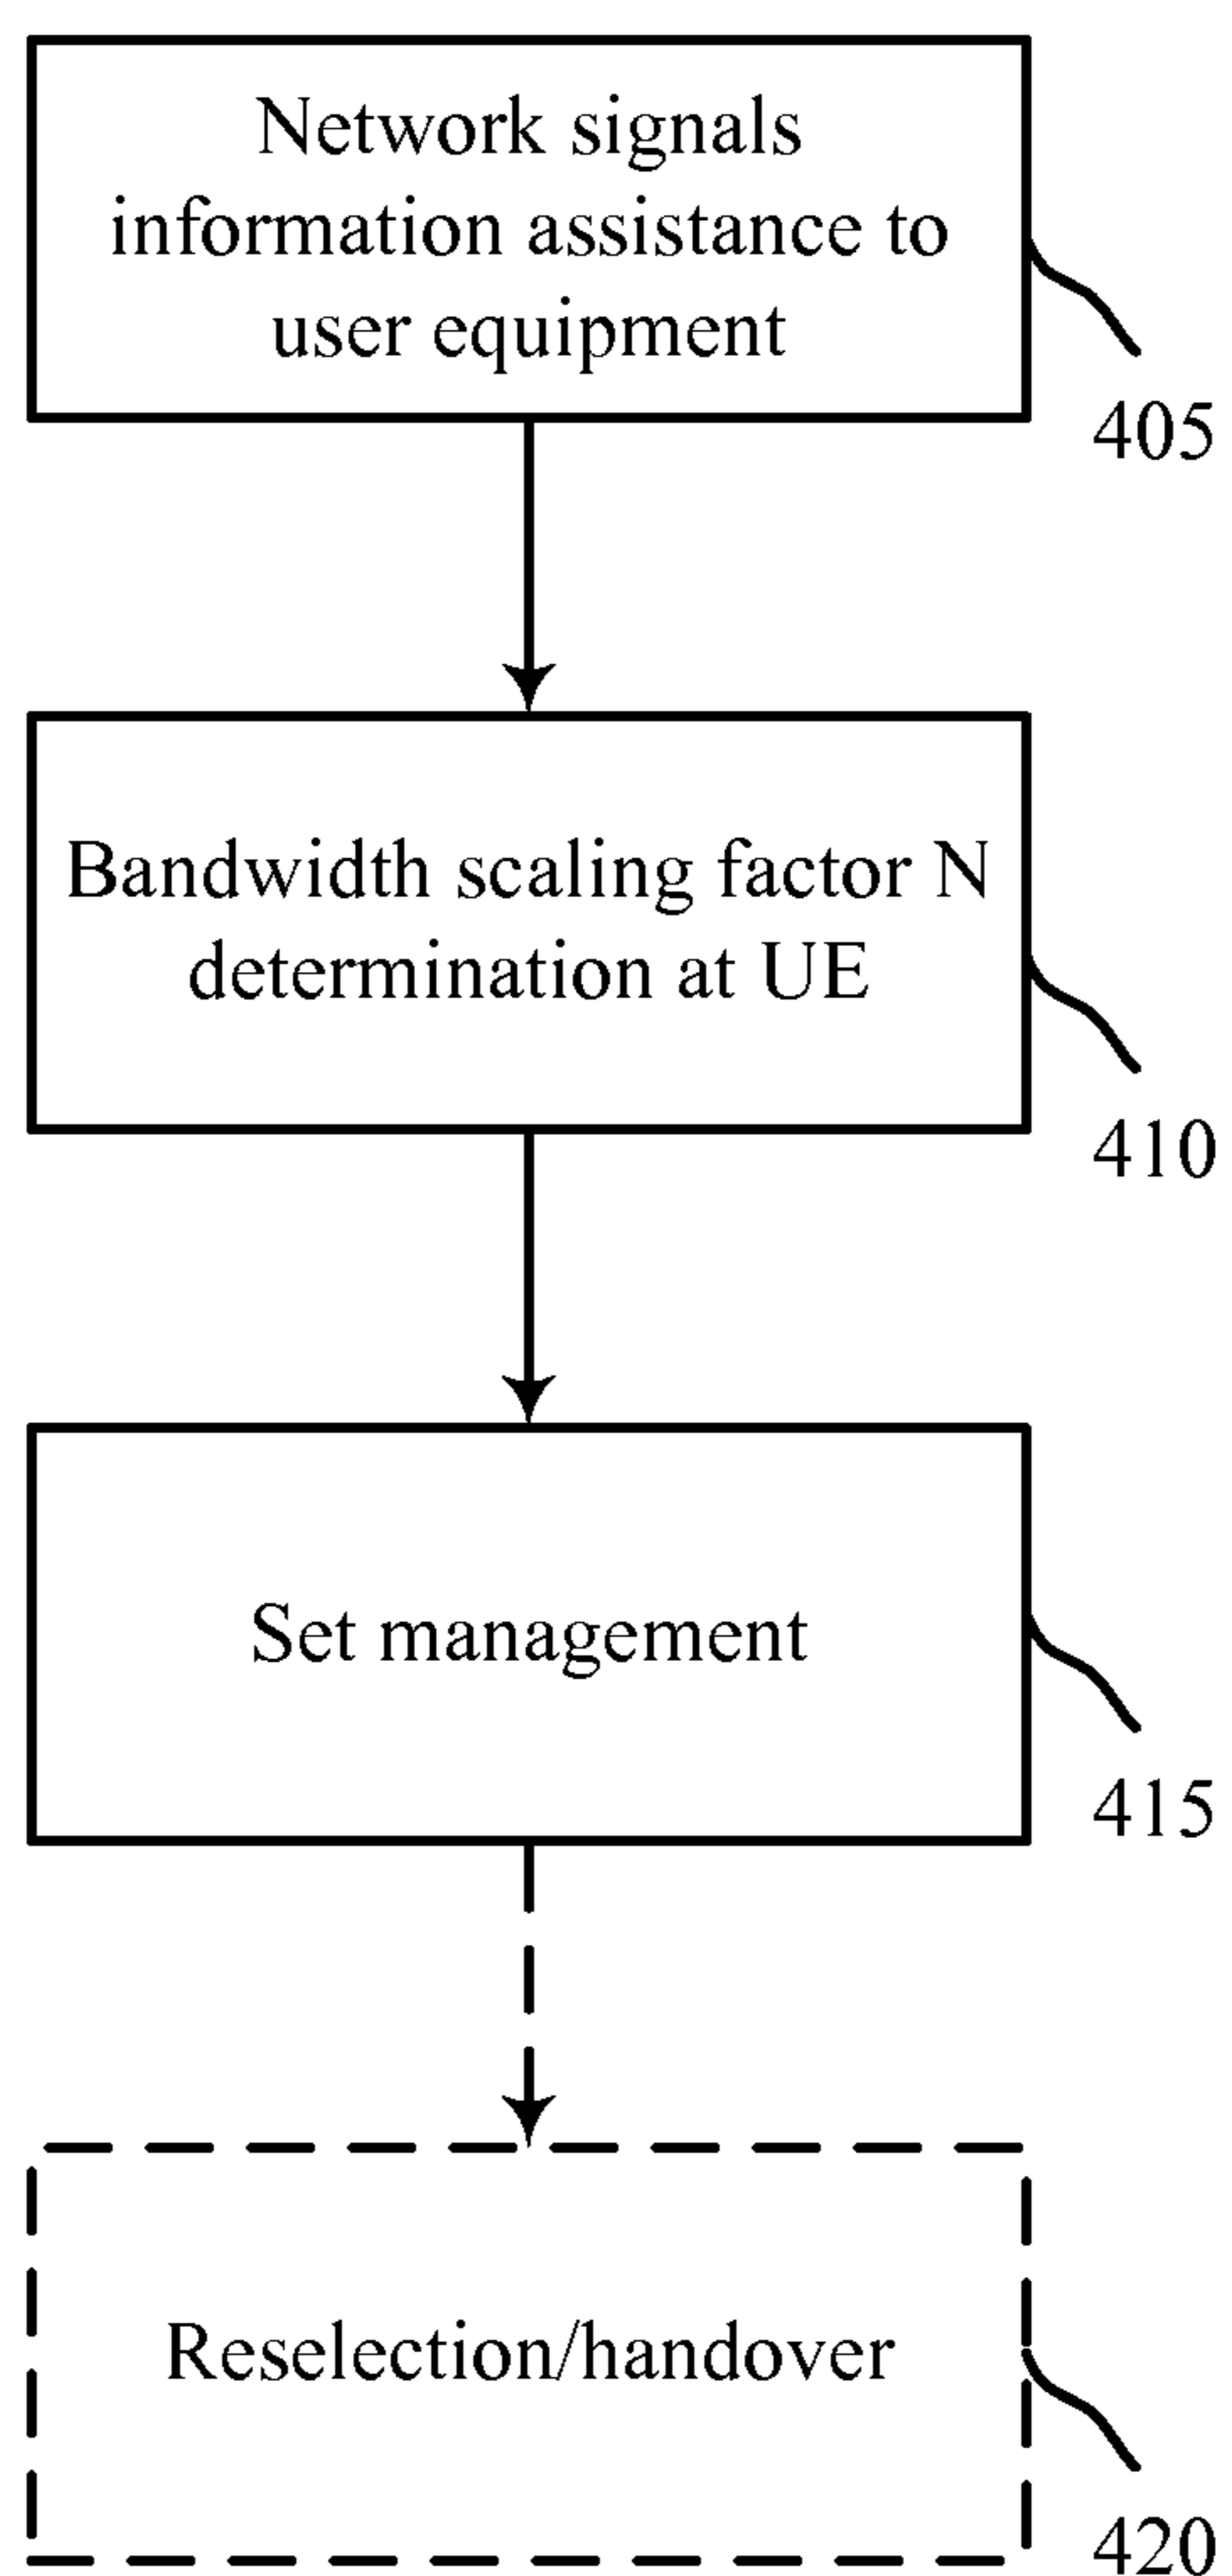 Network signals
information assistance to
user equipment
405
Bandwidth scaling factor N
determination at UE
410
Set management
415
Reselection/handover
420